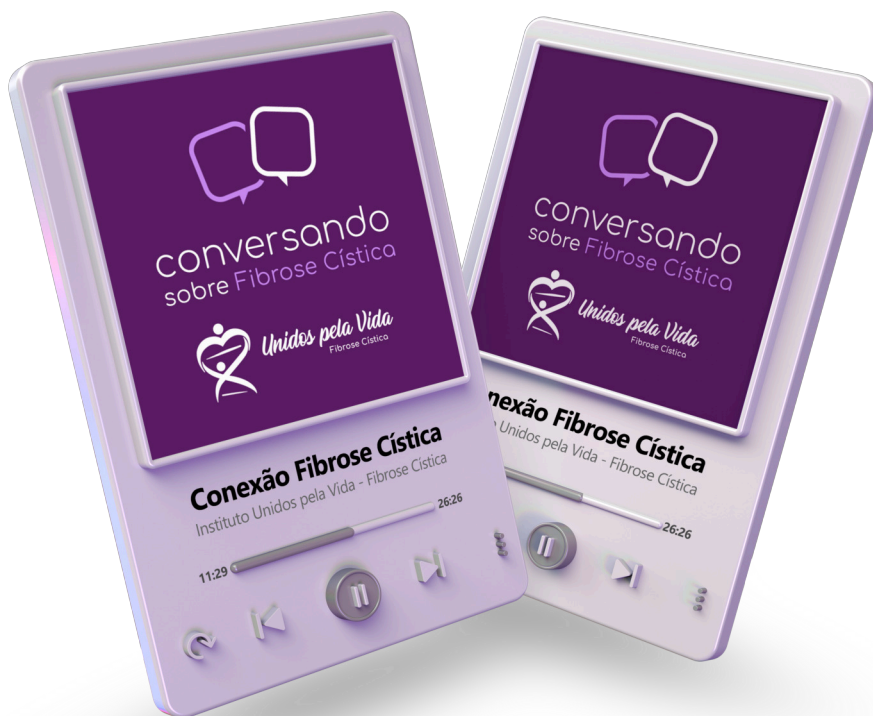 conversando
sobre Fibrose Cística
Unidos pela Vida
Fibrose Cística
Conexão Fibrose Cística
Instituto Unidos pela Vida - Fibrose Cística
11:29
26:26
conversando
sobre Fibrose Cística
Unidos pela Vida
Fibrose Cística
nexão Fibrose Cística
Unidos pela Vida - Fibrose Cística
26:26